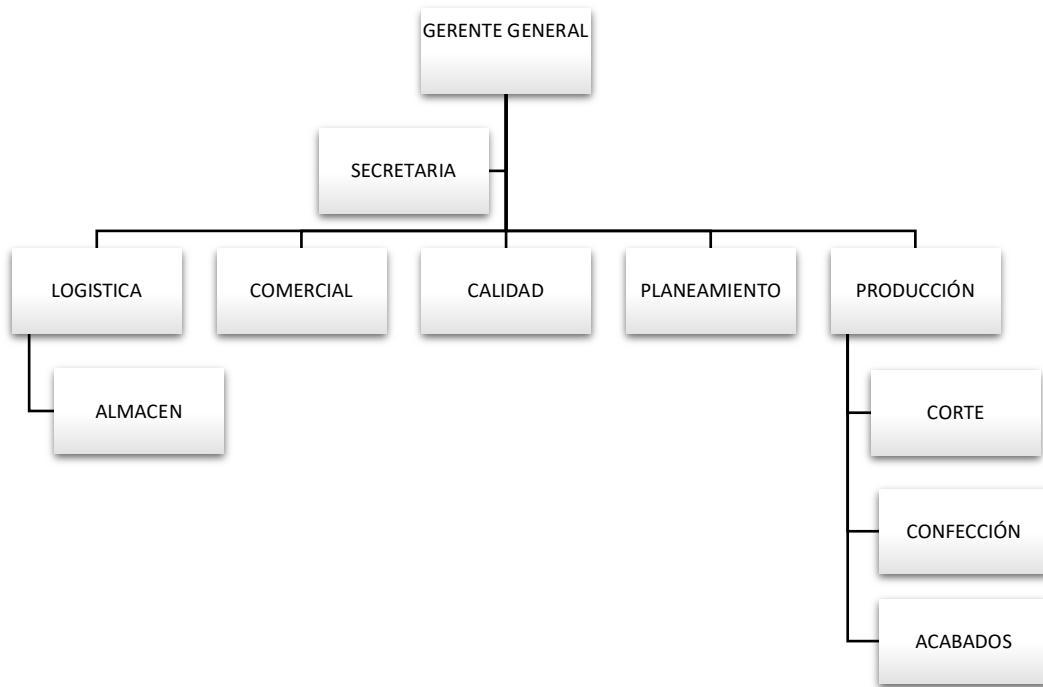 GERENTE GENERAL
SECRETARIA
LOGISTICA
COMERCIAL
CALIDAD
PLANEAMIENTO
PRODUCCIÓN
ALMACEN
CORTE
CONFECCIÓN
ACABADOS